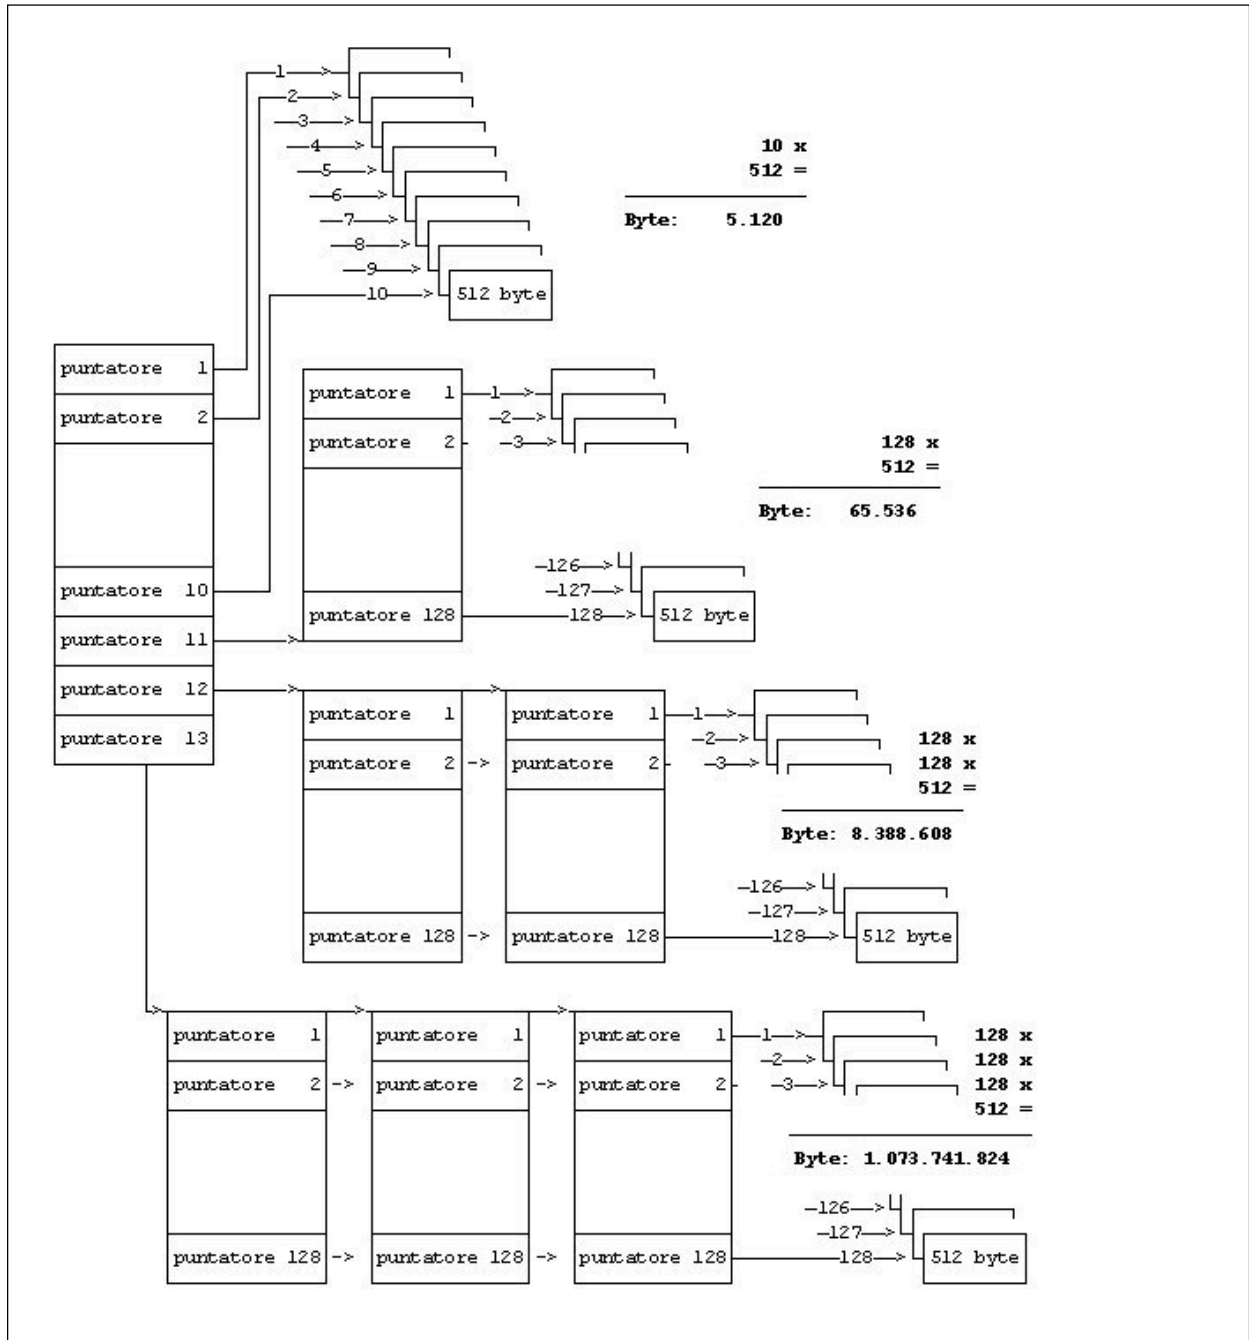 1
2
3
4
5
6
7
8
9
10
512 byte
10 x
512 =
Byte: 5.120
puntatore 1
puntatore 2
puntatore 10
puntatore 11
puntatore 12
puntatore 13
puntatore 1
puntatore 2
puntatore 128
1
2
3
126
127
128
512 byte
128 x
512 =
Byte: 65.536
puntatore 1
puntatore 2 ->
puntatore 128 ->
puntatore 1
puntatore 2
puntatore 128
1
2
3
126
127
128
512 byte
128 x
128 x
512 =
Byte: 8.388.608
puntatore 1
puntatore 2 ->
puntatore 128 ->
puntatore 1
puntatore 2 ->
puntatore 128 ->
puntatore 1
puntatore 2
puntatore 128
1
2
3
126
127
128
512 byte
128 x
128 x
128 x
512 =
Byte: 1.073.741.824